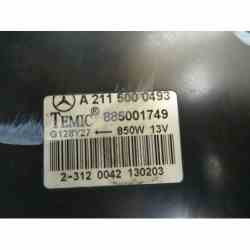 A 211 500 0493
TEMIC® 885001749
G128Y27 ← 850W 13V
2-312 0042 130203